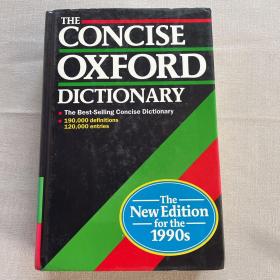 THE
CONCISE
OXFORD
DICTIONARY
The Best-Selling Concise Dictionary
190,000 definitions
120,000 entries
The
New Edition
for the
1990s